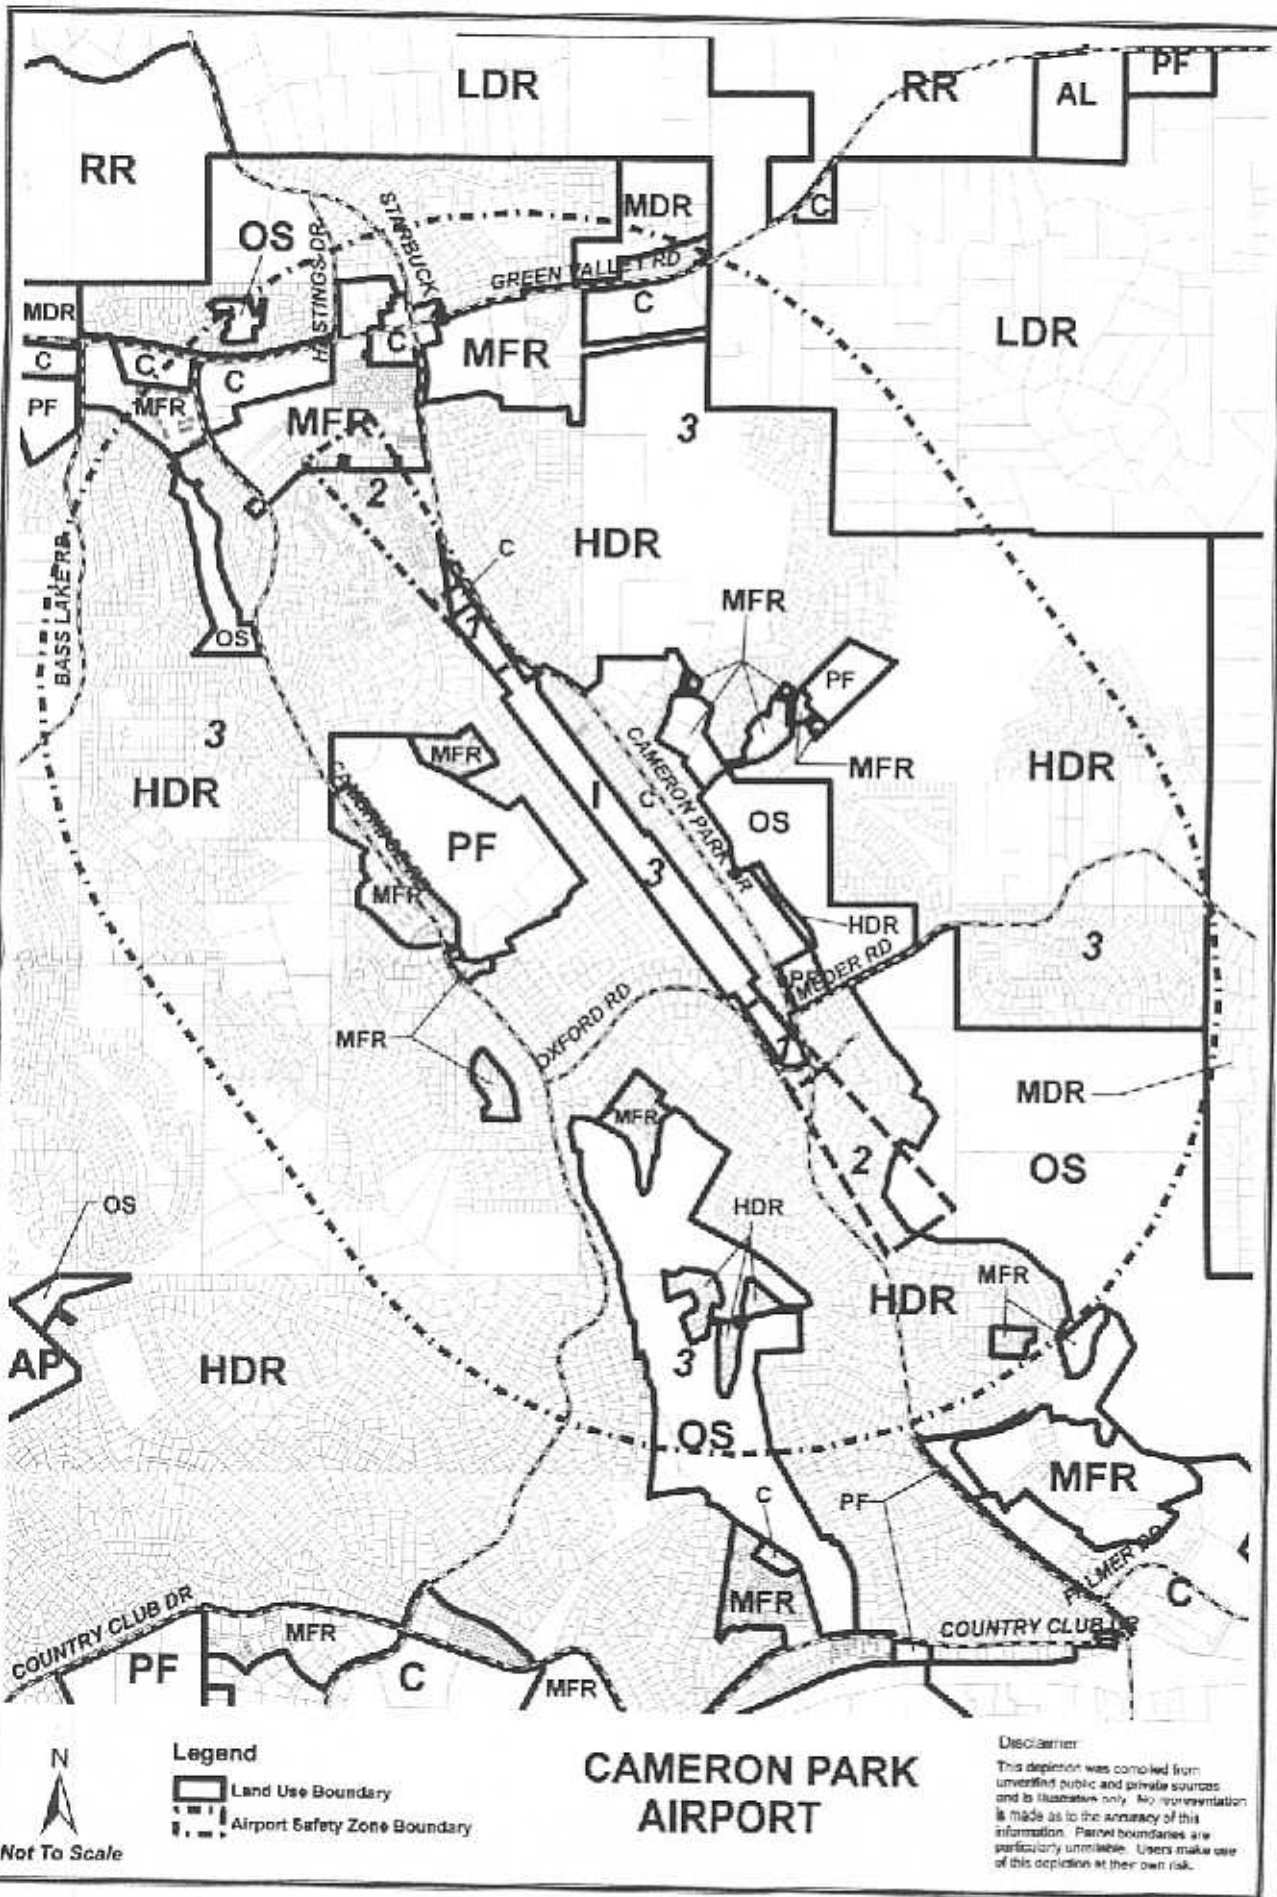 LDR
RR
AL
PF
RR
MDR
C
OS
HASTINGS DR
STARBUCK
GREEN VALLEY RD
MDR
C
C
C
C
MFR
C
LDR
PF
MFR
MFR
3
2
C
HDR
MFR
BASS LAKE RD
OS
1
PF
3
HDR
MFR
CAMERON PARK DR
C
MFR
HDR
1
OS
PF
3
MFR
HDR
3
MEDER RD
OXFORD RD
MFR
1
MDR
MFR
2
OS
OS
HDR
HDR
MFR
AP
HDR
3
OS
MFR
C
PF
PALMER RD
C
MFR
COUNTRY CLUB DR
COUNTRY CLUB DR
MFR
PF
C
MFR
N
Not To Scale
Legend
Land Use Boundary
Airport Safety Zone Boundary
CAMERON PARK
AIRPORT
Disclaimer:
This depiction was compiled from
unverified public and private sources
and is illustrative only. No representation
is made as to the accuracy of this
information. Parcel boundaries are
particularly unreliable. Users make use
of this depiction at their own risk.